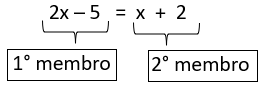 2x – 5 = x + 2
1° membro 2° membro